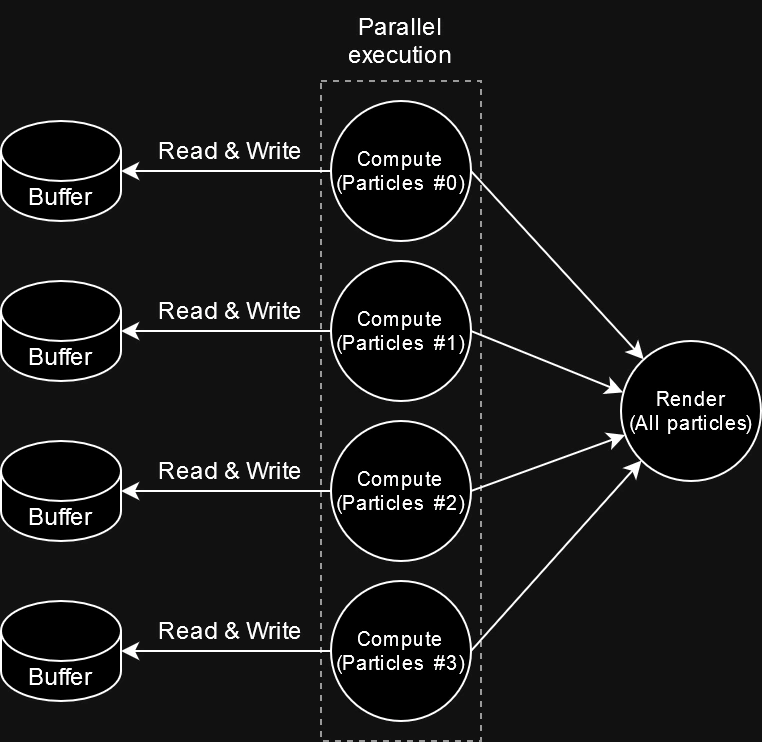 Parallel
execution
Read & Write
Compute
(Particles #0)
Buffer
Read & Write
Compute
(Particles #1)
Buffer
Render
(All particles)
Read & Write
Compute
(Particles #2)
Buffer
Read & Write
Compute
(Particles #3)
Buffer